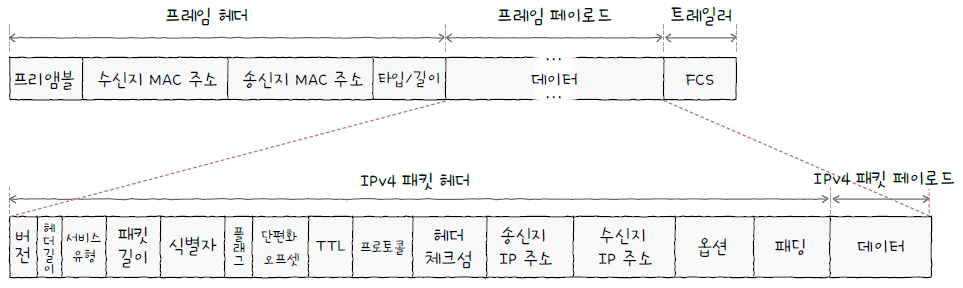 프레임 헤더 프레임 페이로드 트레일러
프리앰블 수신지 MAC 주소 송신지 MAC 주소 타입/길이 ... 데이터 ... FCS
IPv4 패킷 헤더 IPv4 패킷 페이로드
버전
헤더길이
서비스
유형
패킷
길이
식별자
플래그
단편화
오프셋
TTL
프로토콜
헤더
체크섬
송신지
IP 주소
수신지
IP 주소
옵션
패딩
데이터